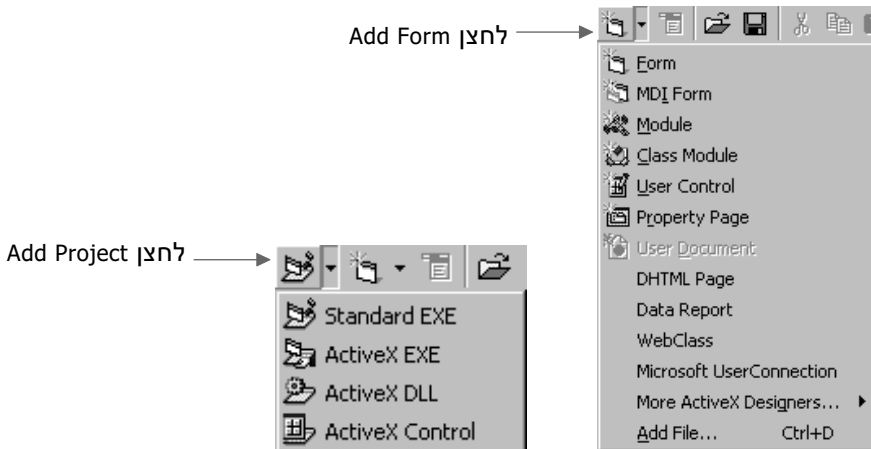 לחצן Add Form
Form
MDI Form
Module
Class Module
User Control
Property Page
User Document
DHTML Page
Data Report
WebClass
Microsoft UserConnection
More ActiveX Designers...
Add File... Ctrl+D
לחצן Add Project
Standard EXE
ActiveX EXE
ActiveX DLL
ActiveX Control